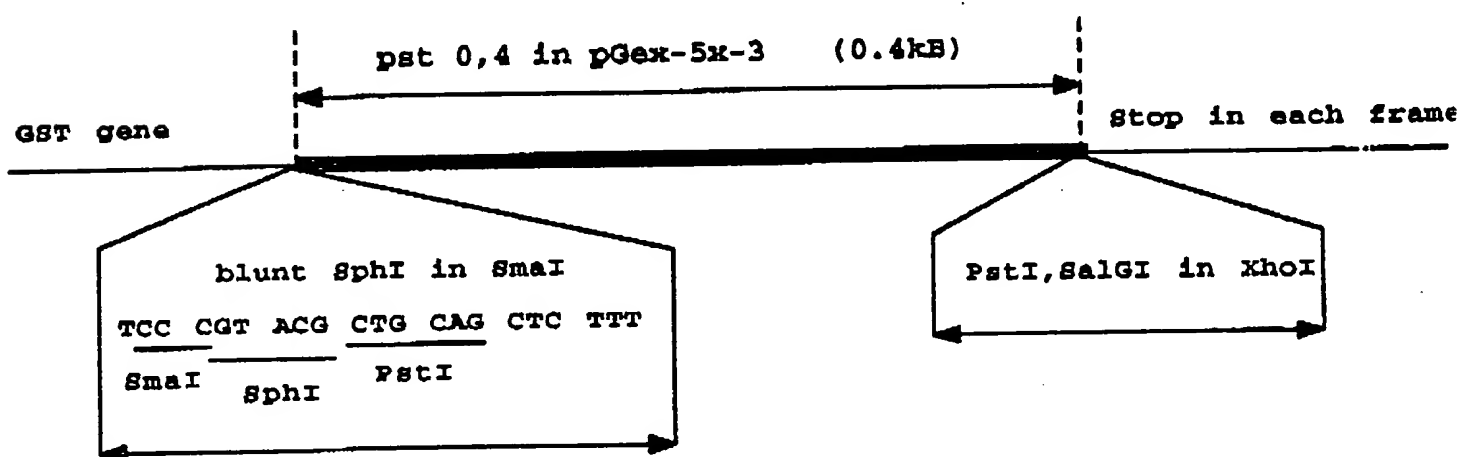 pst 0,4 in pGex-5x-3 (0.4kB)
GST gene
Stop in each frame
blunt SphI in SmaI
TCC CGT ACG CTG CAG CTC TTT
SmaI
SphI
PstI
PstI,SalGI in XhoI